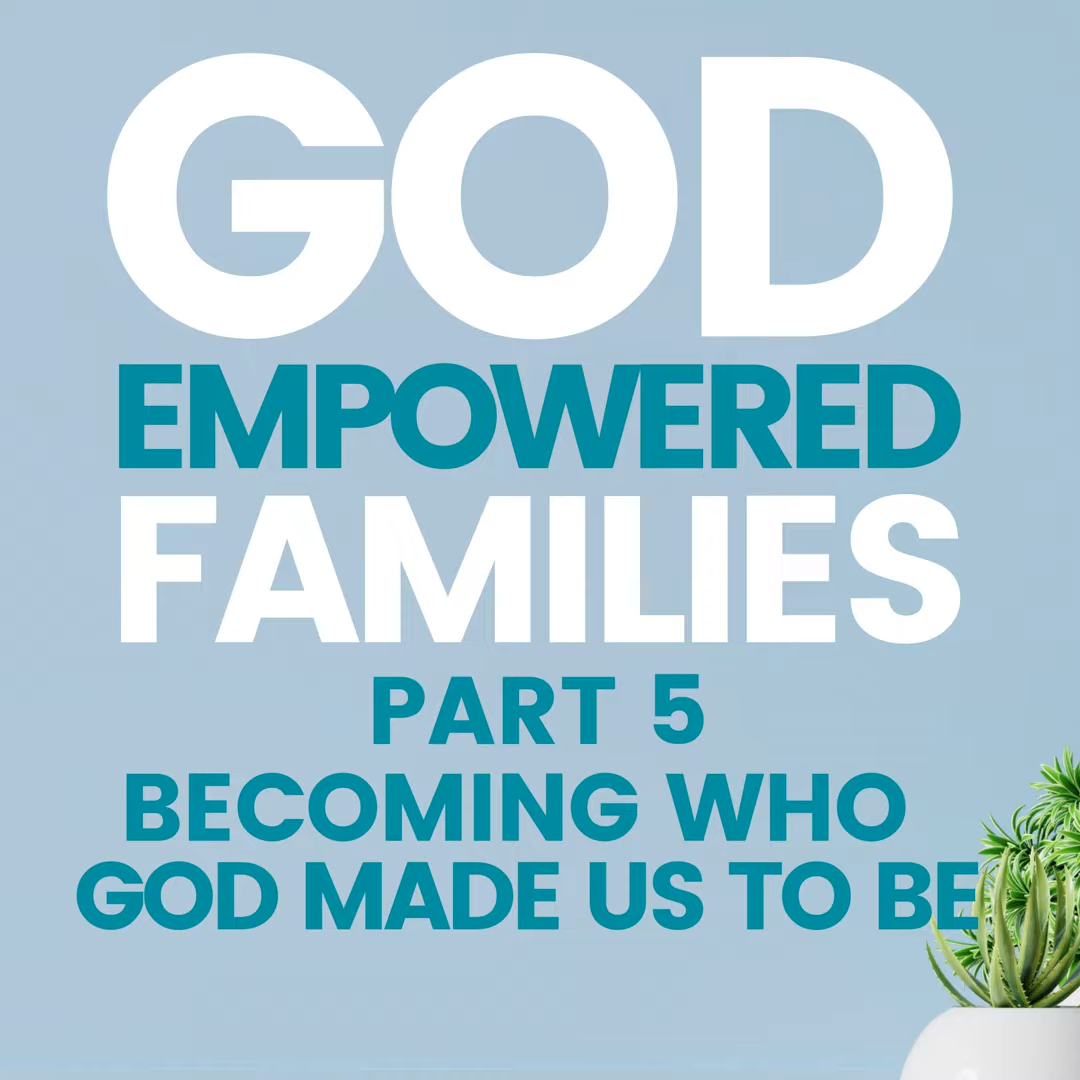 GOD
EMPOWERED
FAMILIES
PART 5
BECOMING WHO
GOD MADE US TO BE